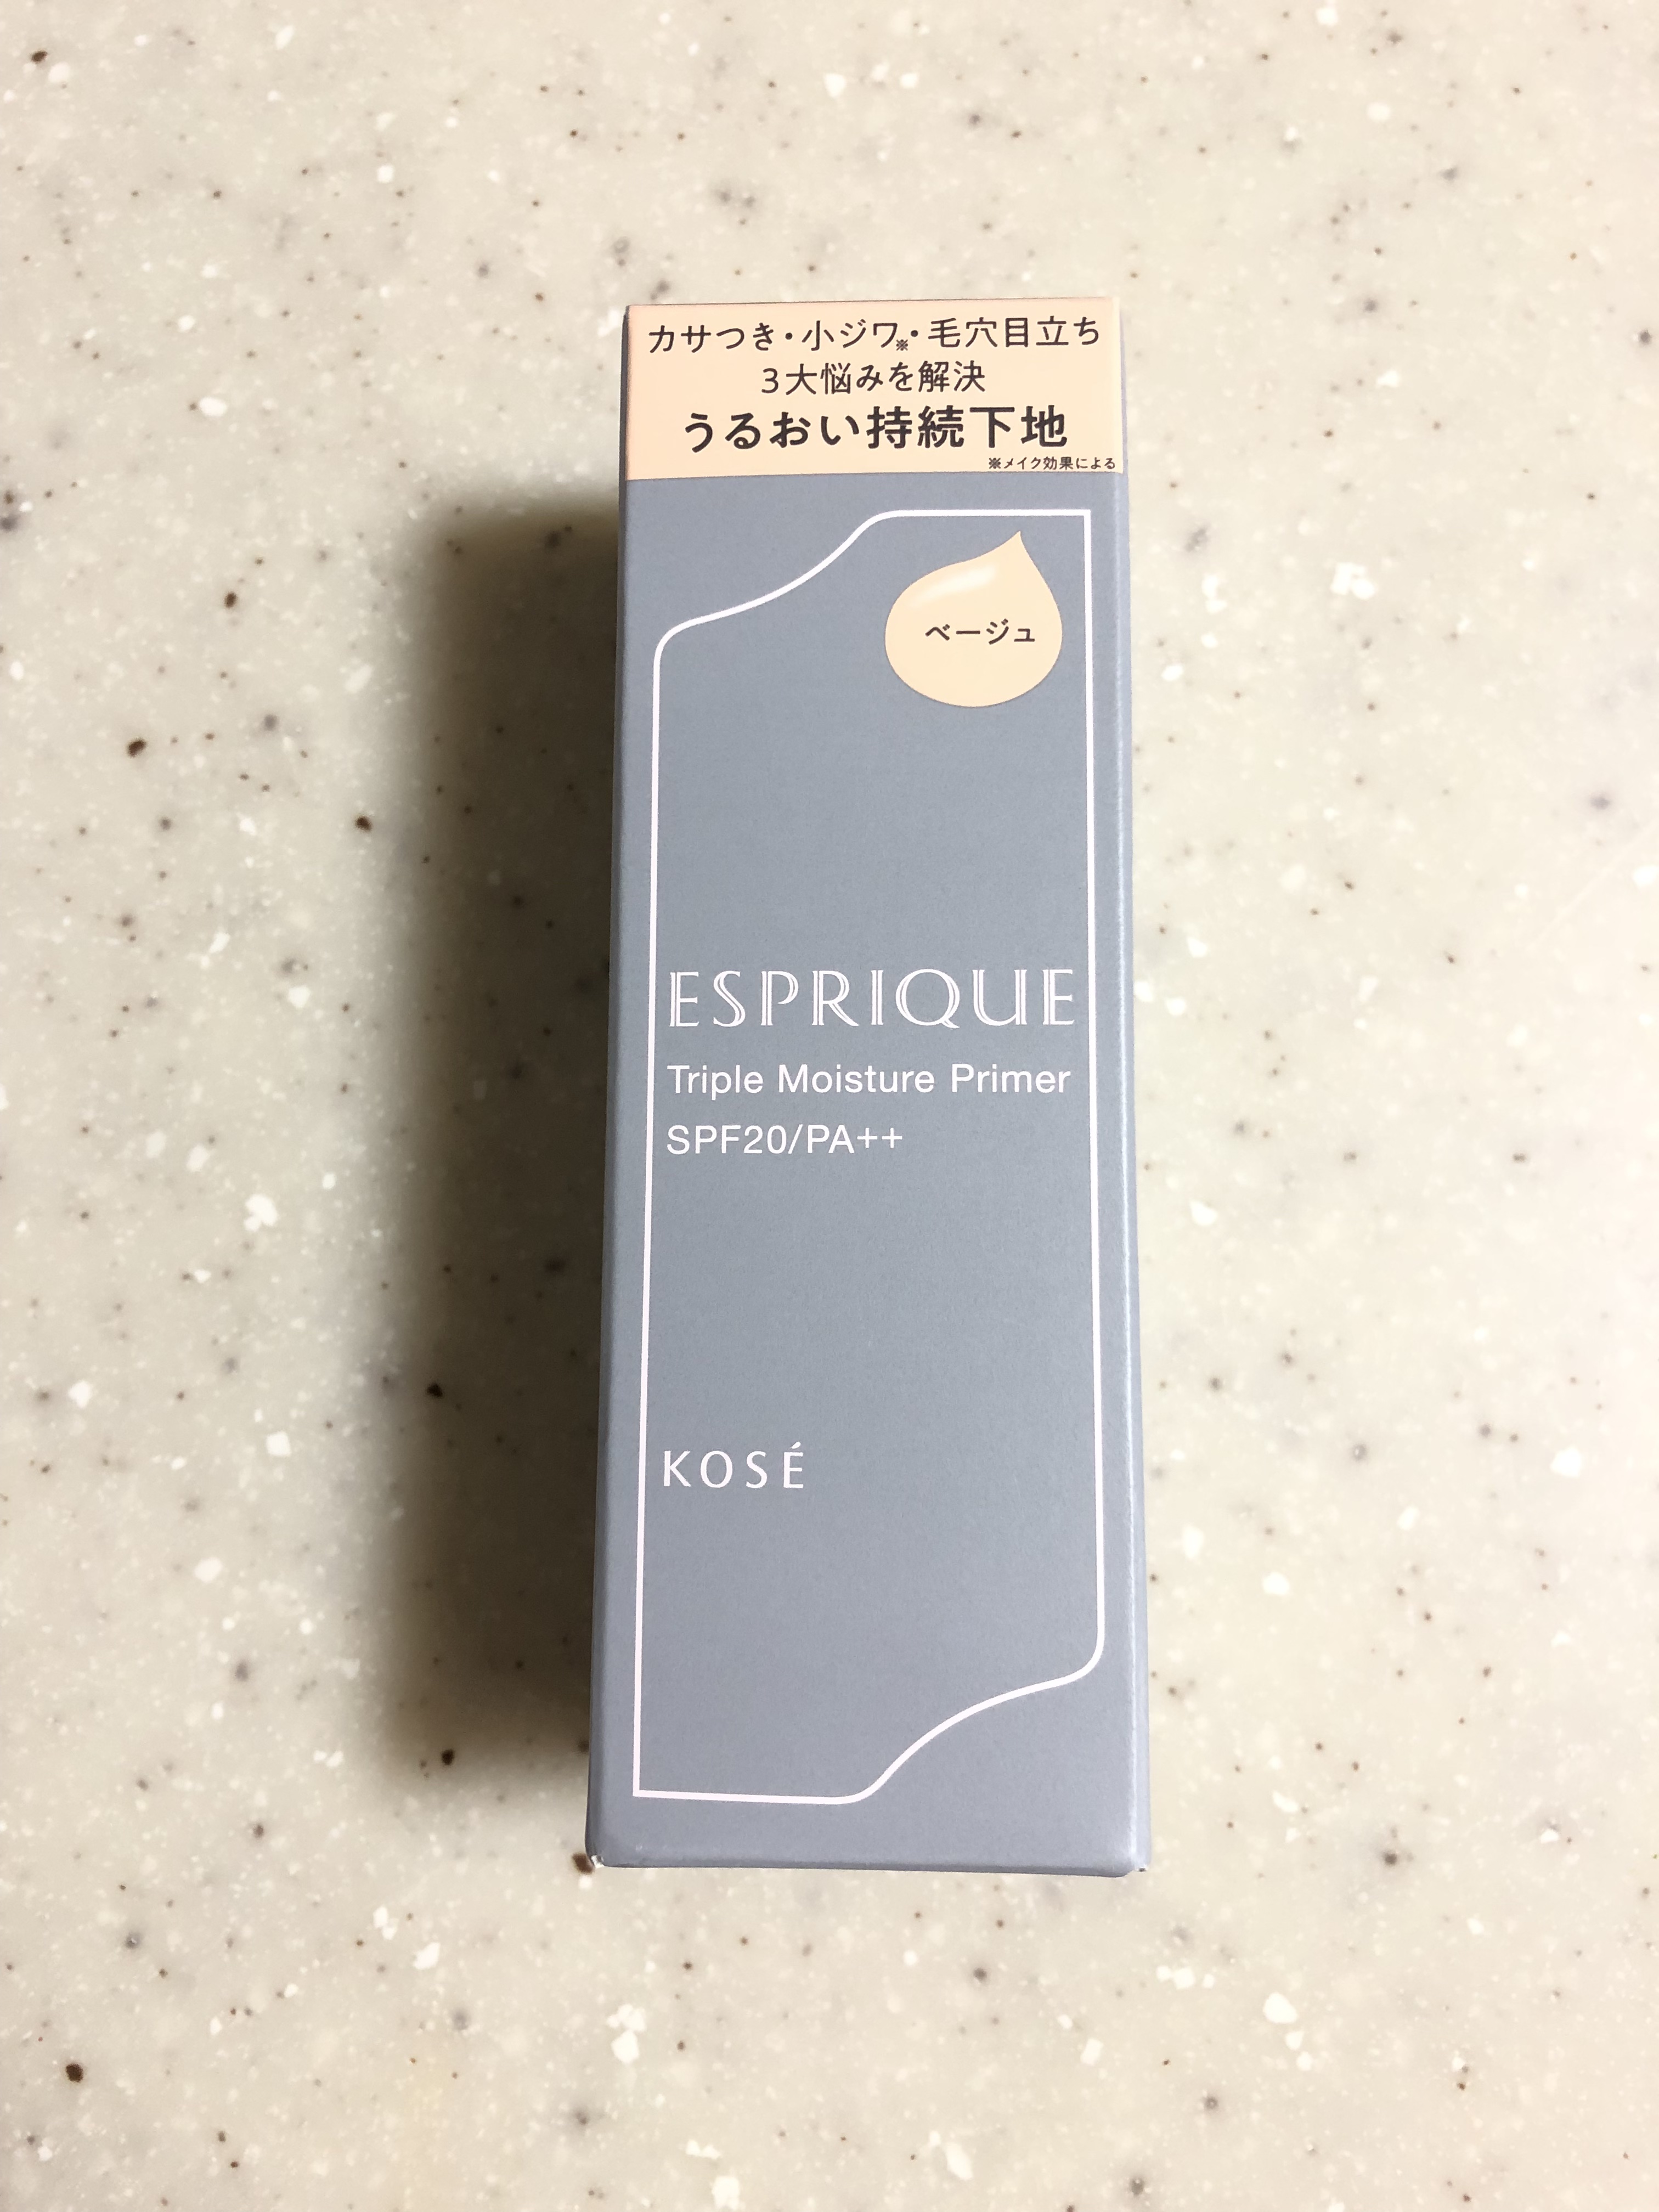 カサつき・小ジワ※・毛穴目立ち
3大悩みを解決
うるおい持続下地
※メイク効果による
ベージュ
ESPRIQUE
Triple Moisture Primer
SPF20/PA++
KOSÉ